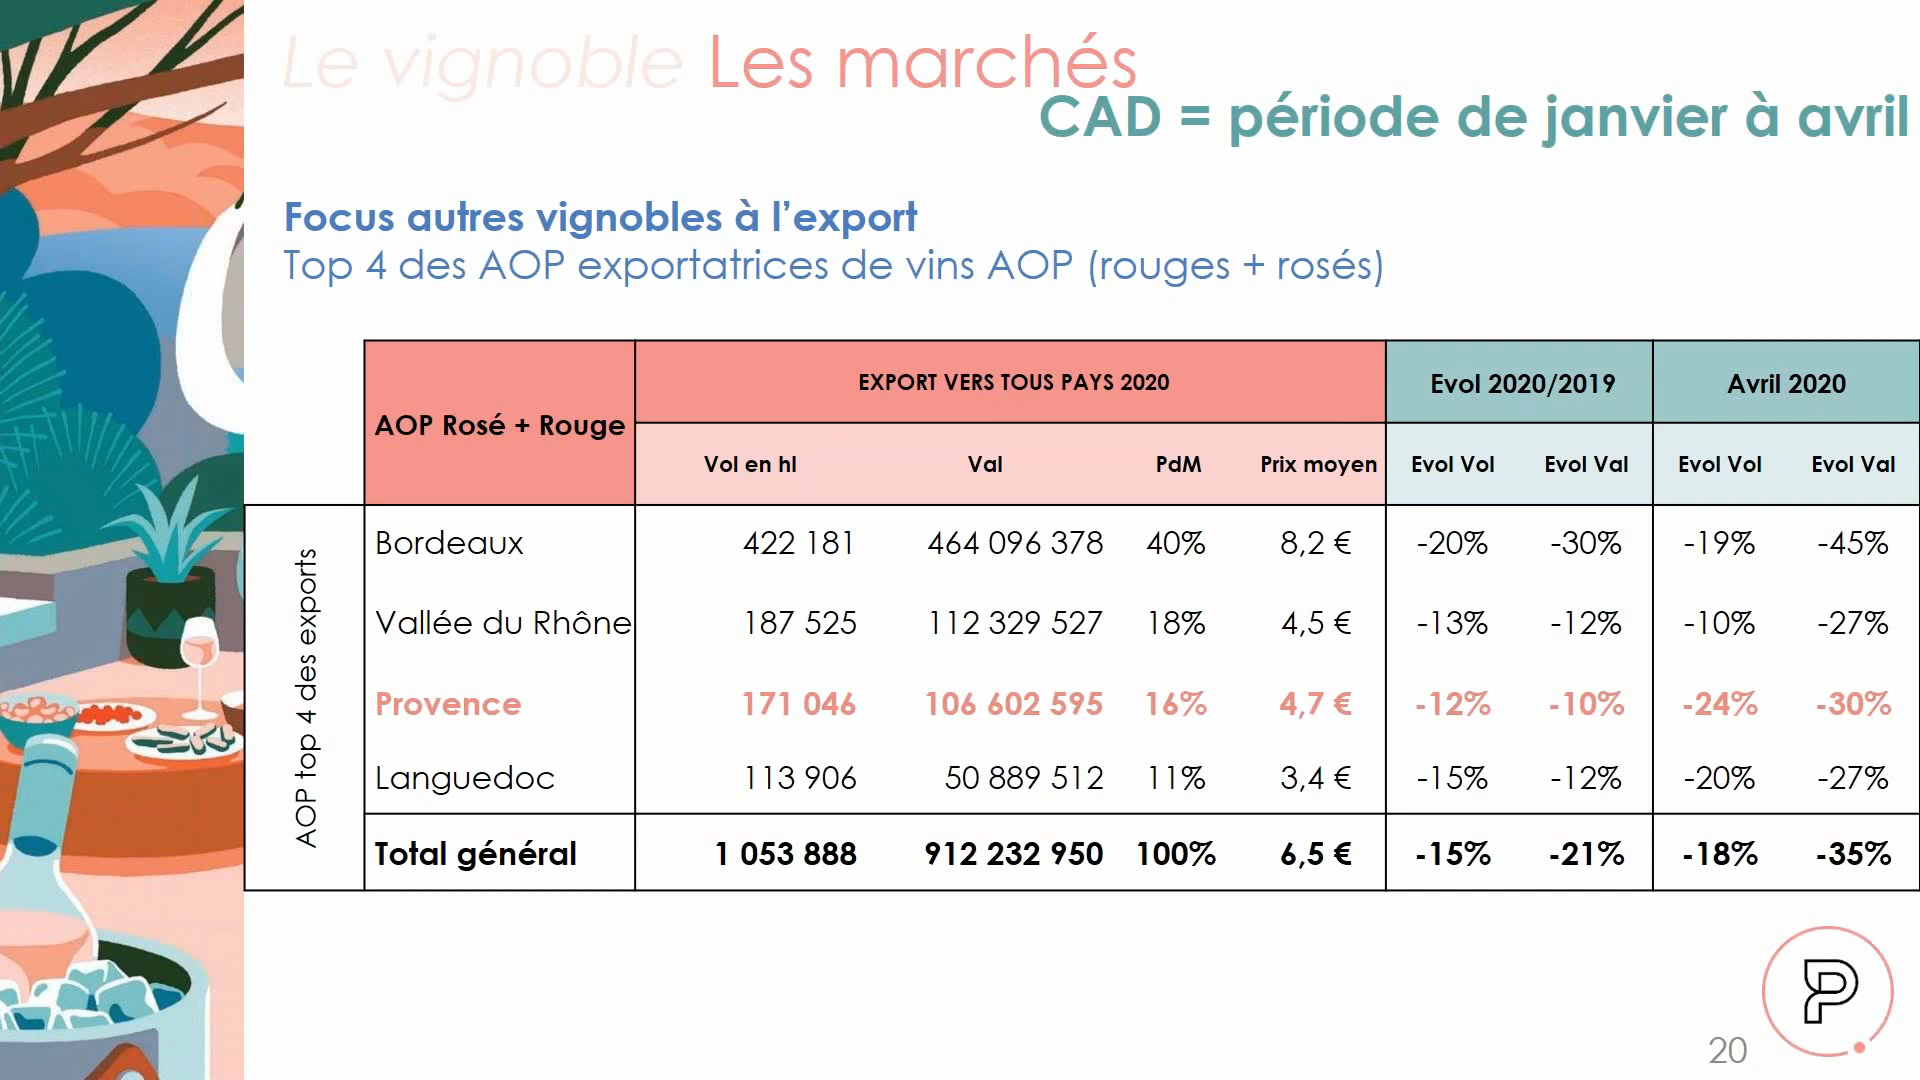 Le vignoble Les marchés
CAD = période de janvier à avril
Focus autres vignobles à l’export
Top 4 des AOP exportatrices de vins AOP (rouges + rosés)
AOP Rosé + Rouge EXPORT VERS TOUS PAYS 2020 Evol 2020/2019 Avril 2020
Vol en hl Val PdM Prix moyen Evol Vol Evol Val Evol Vol Evol Val
AOP top 4 des exports
Bordeaux 422 181 464 096 378 40% 8,2 € -20% -30% -19% -45%
Vallée du Rhône 187 525 112 329 527 18% 4,5 € -13% -12% -10% -27%
Provence 171 046 106 602 595 16% 4,7 € -12% -10% -24% -30%
Languedoc 113 906 50 889 512 11% 3,4 € -15% -12% -20% -27%
Total général 1 053 888 912 232 950 100% 6,5 € -15% -21% -18% -35%
P
20